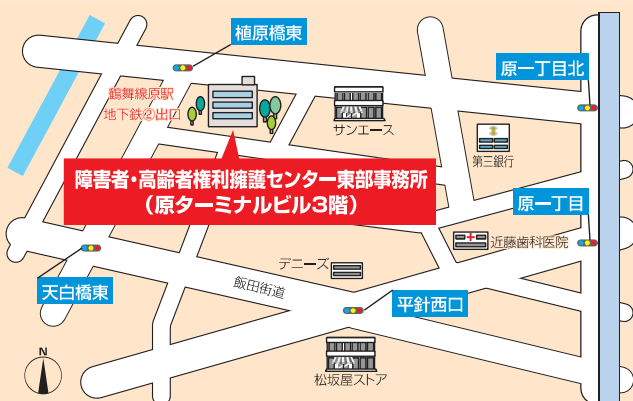 植原橋東
原一丁目北
鶴舞線原駅
地下鉄②出口
サンエース
第三銀行
障害者・高齢者権利擁護センター東部事務所
（原ターミナルビル3階）
原一丁目
近藤歯科医院
デニーズ
天白橋東
飯田街道
平針西口
松坂屋ストア
N